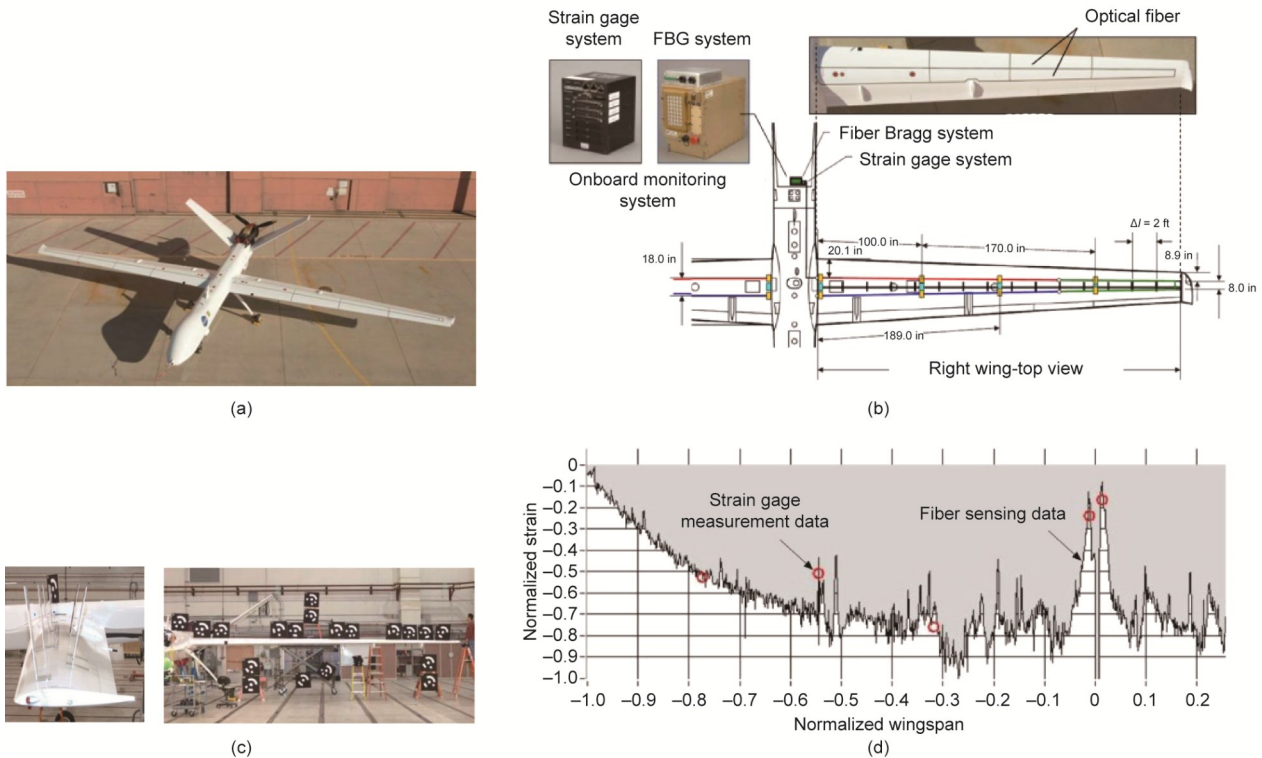 Strain gage
system
FBG system
Optical fiber
Fiber Bragg system
Strain gage system
Onboard monitoring
system
Δl = 2 ft
100.0 in
170.0 in
20.1 in
18.0 in
8.9 in
8.0 in
189.0 in
Right wing-top view
(a)
(b)
0
–0.1
–0.2
–0.3
–0.4
–0.5
–0.6
–0.7
–0.8
–0.9
–1.0
Normalized strain
Strain gage
measurement data
Fiber sensing data
–1.0 –0.9 –0.8 –0.7 –0.6 –0.5 –0.4 –0.3 –0.2 –0.1 0 0.1 0.2
Normalized wingspan
(c)
(d)